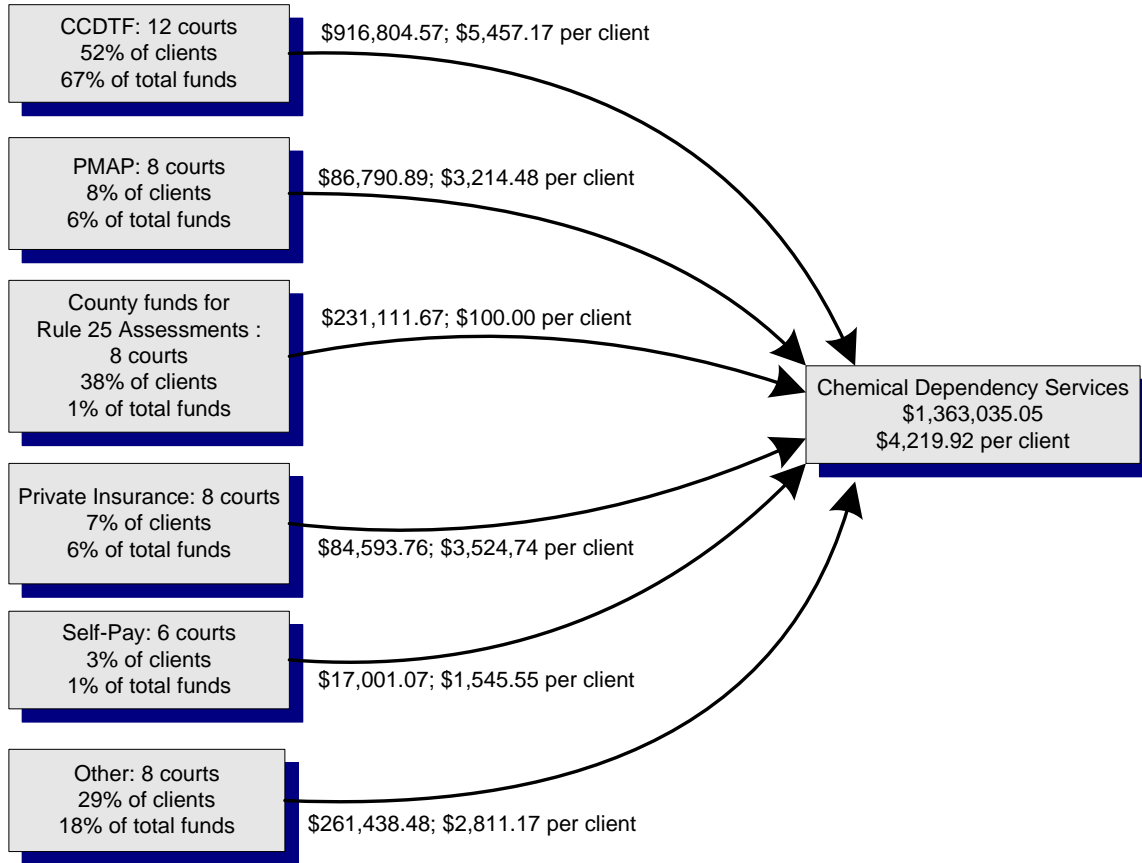 CCDTF: 12 courts
52% of clients
67% of total funds
$916,804.57; $5,457.17 per client
PMAP: 8 courts
8% of clients
6% of total funds
$86,790.89; $3,214.48 per client
County funds for
Rule 25 Assessments :
8 courts
38% of clients
1% of total funds
$231,111.67; $100.00 per client
Chemical Dependency Services
$1,363,035.05
$4,219.92 per client
Private Insurance: 8 courts
7% of clients
6% of total funds
$84,593.76; $3,524,74 per client
Self-Pay: 6 courts
3% of clients
1% of total funds
$17,001.07; $1,545.55 per client
Other: 8 courts
29% of clients
18% of total funds
$261,438.48; $2,811.17 per client